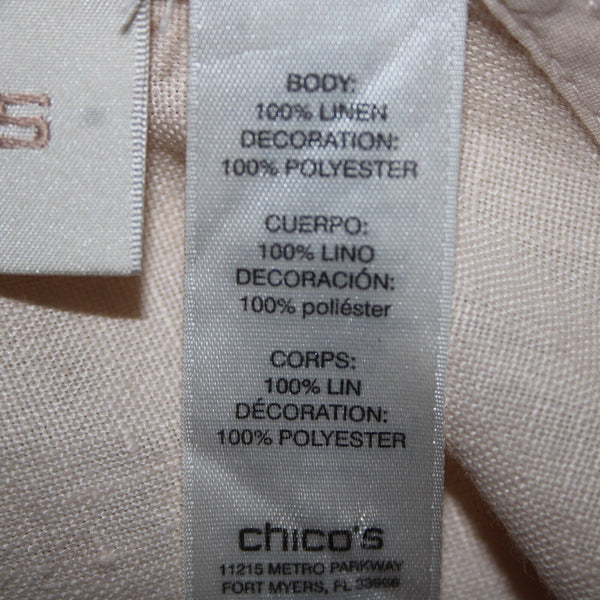 S
BODY:
100% LINEN
DECORATION:
100% POLYESTER
CUERPO:
100% LINO
DECORACIÓN:
100% poliéster
CORPS:
100% LIN
DÉCORATION:
100% POLYESTER
chico's
11215 METRO PARKWAY
FORT MYERS, FL 33966